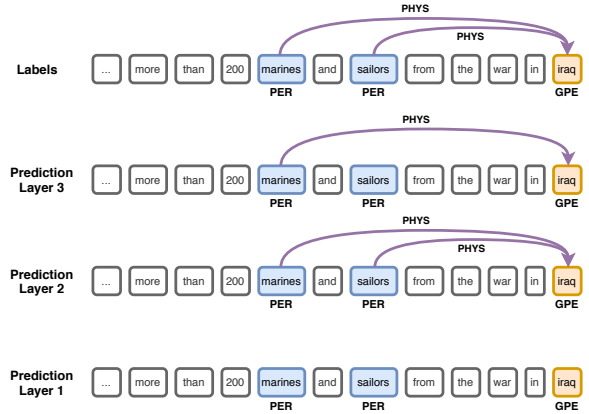 PHYS
PHYS
Labels ... more than 200 marines and sailors from the war in iraq
PER PER GPE
PHYS
Prediction Layer 3 ... more than 200 marines and sailors from the war in iraq
PER PER GPE
PHYS
PHYS
Prediction Layer 2 ... more than 200 marines and sailors from the war in iraq
PER PER GPE
Prediction Layer 1 ... more than 200 marines and sailors from the war in iraq
PER PER GPE